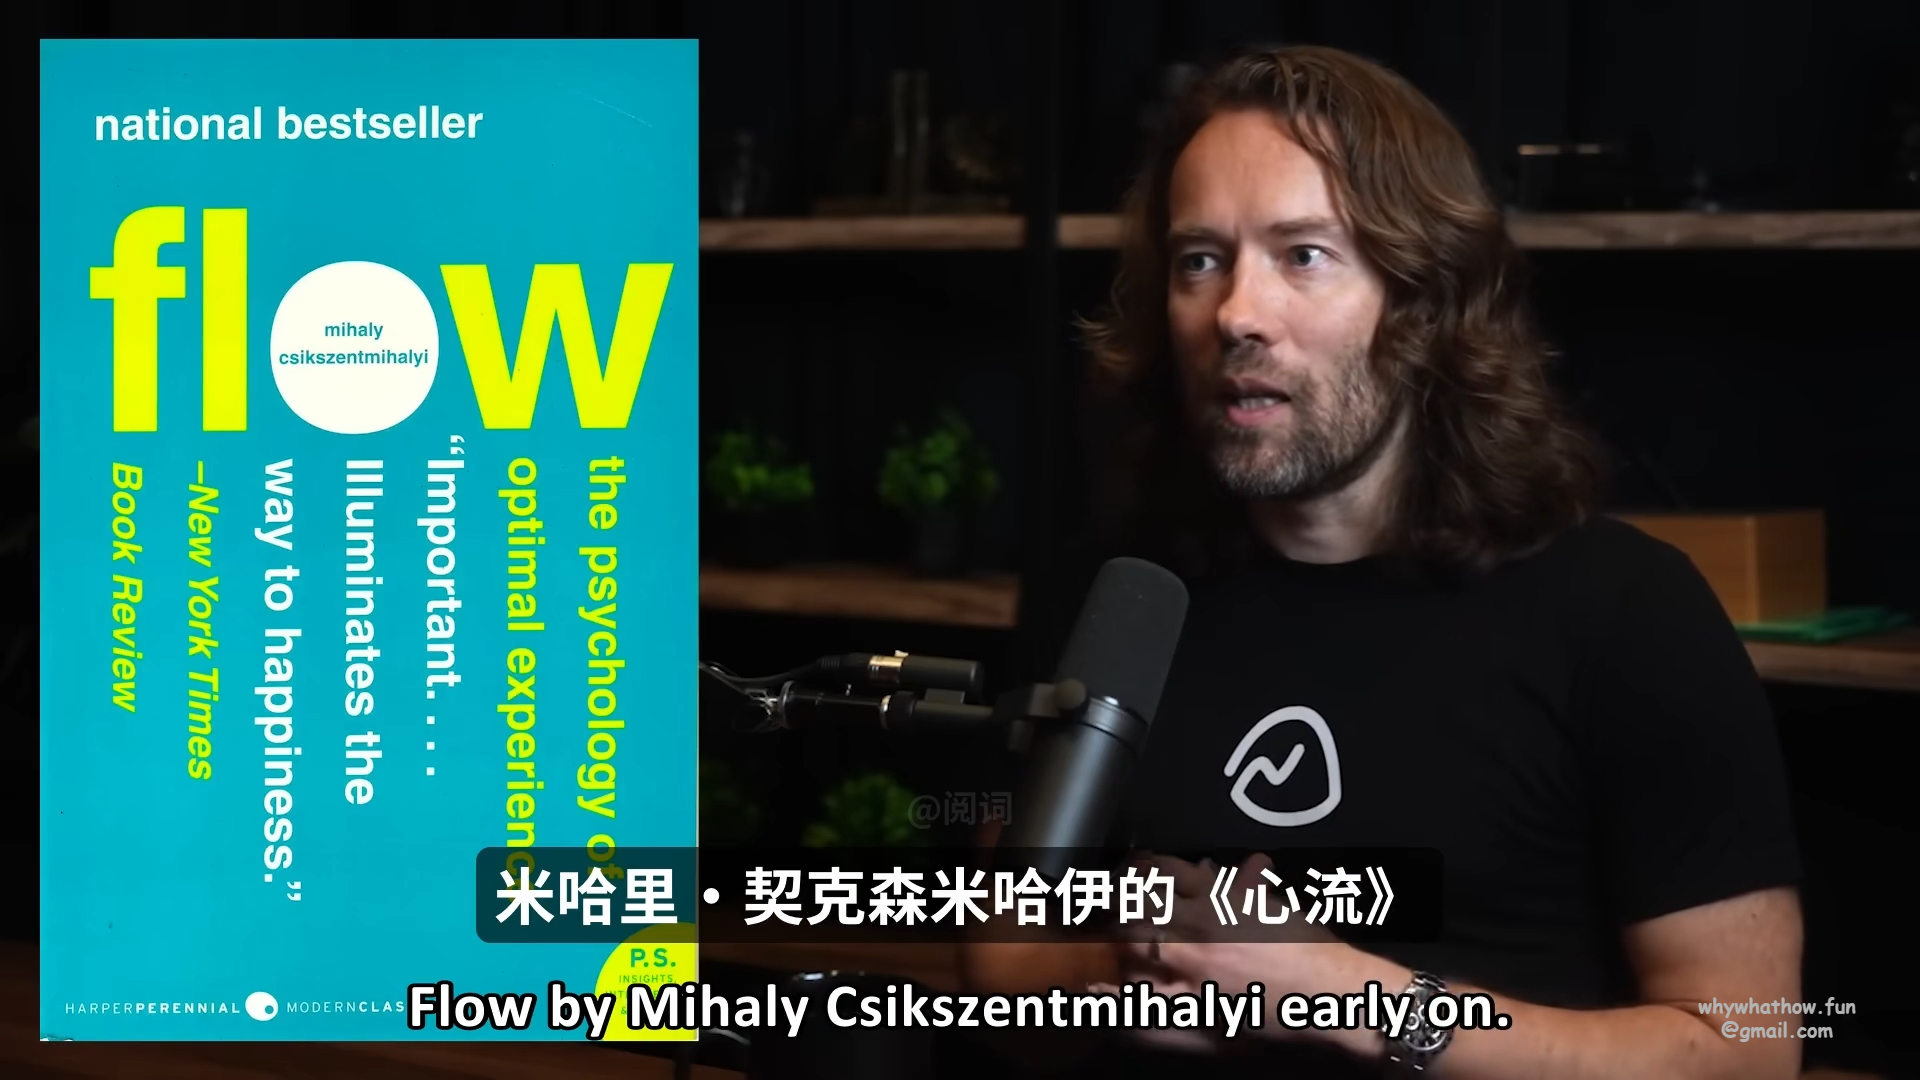 national bestseller
flow
mihaly
csikszentmihalyi
the psychology of
optimal experience
“Important. . . .
Illuminates the
way to happiness.”
–New York Times
Book Review
P.S.
INSIGHTS,
HARPERPERENNIAL MODERNCLAS
@阅词
米哈里·契克森米哈伊的《心流》
Flow by Mihaly Csikszentmihalyi early on.
whywhathow.fun
@gmail.com